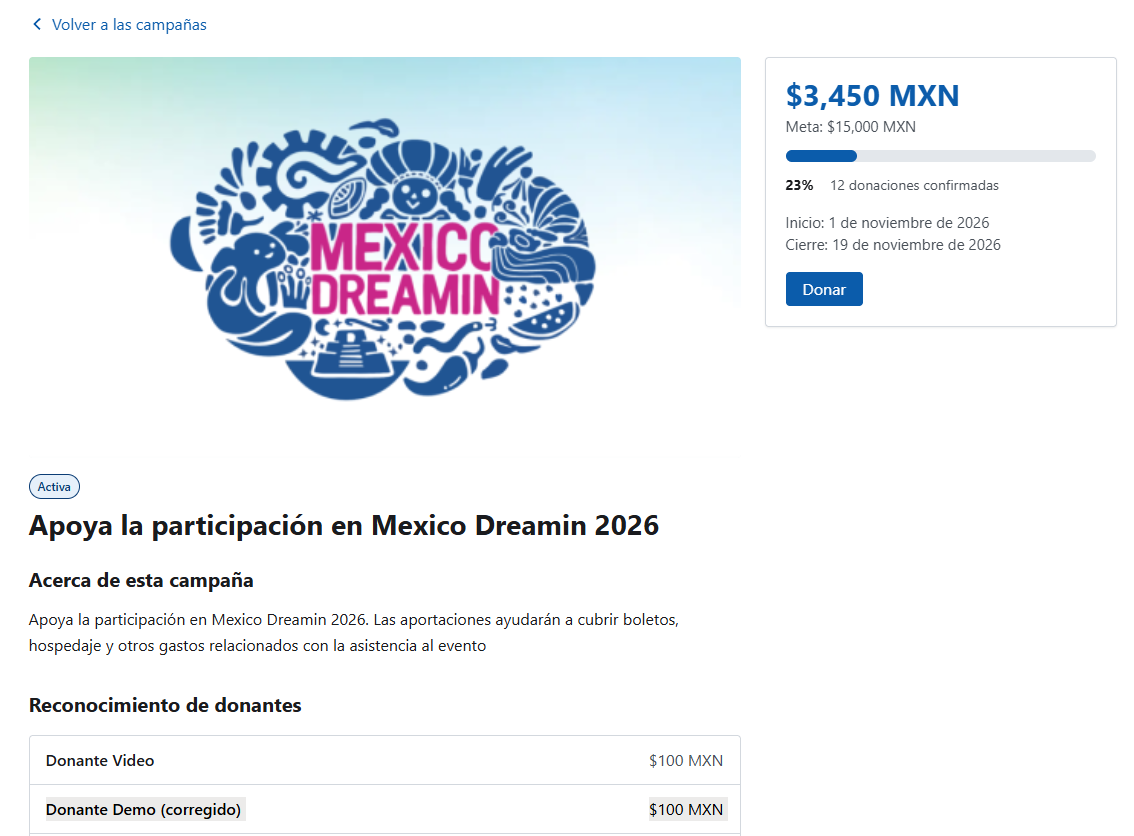 Volver a las campañas
MEXICO
DREAMIN
$3,450 MXN
Meta: $15,000 MXN
23% 12 donaciones confirmadas
Inicio: 1 de noviembre de 2026
Cierre: 19 de noviembre de 2026
Donar
Activa
Apoya la participación en Mexico Dreamin 2026
Acerca de esta campaña
Apoya la participación en Mexico Dreamin 2026. Las aportaciones ayudarán a cubrir boletos,
hospedaje y otros gastos relacionados con la asistencia al evento
Reconocimiento de donantes
Donante Video $100 MXN
Donante Demo (corregido) $100 MXN